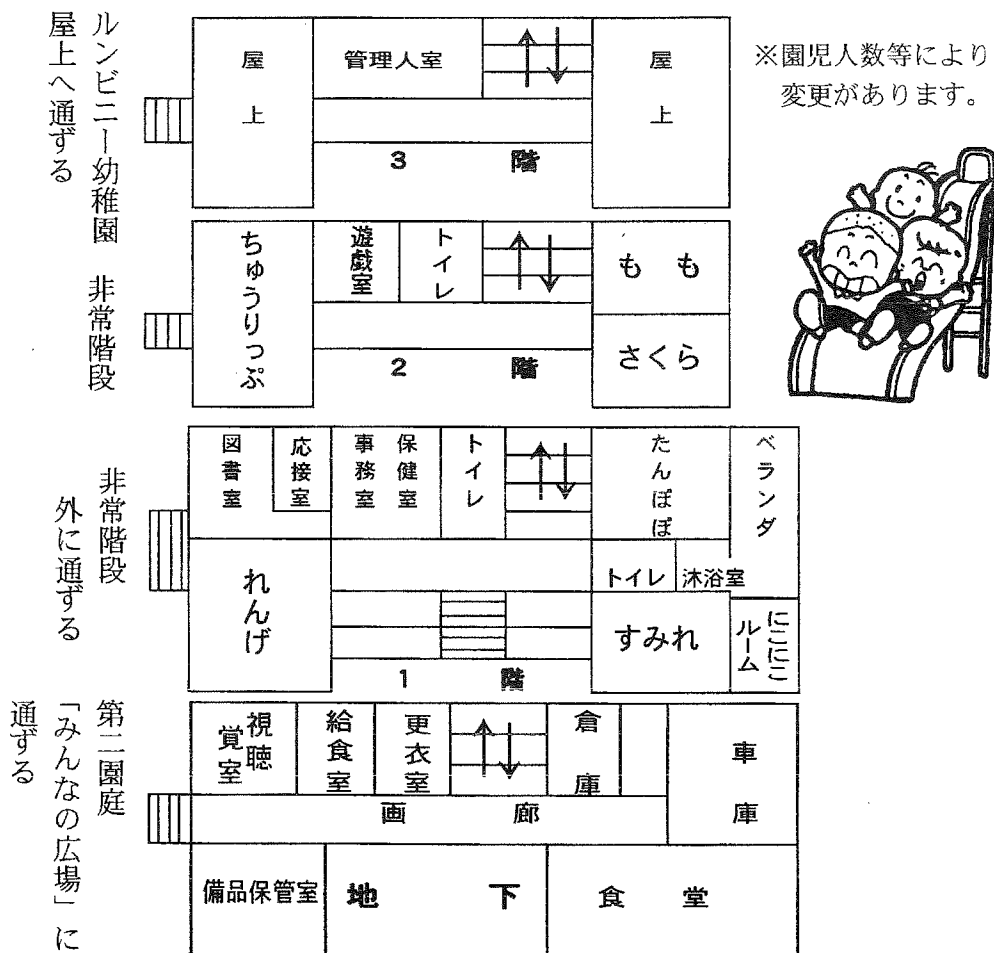 ルンビニー幼稚園　非常階段
屋上へ通ずる
屋上
管理人室
屋上
3階
※園児人数等により
変更があります。
ちゅうりっぷ
遊戯室
トイレ
もも
さくら
2階
非常階段
外に通ずる
図書室
応接室
事務室
保健室
トイレ
たんぽぽ
ベランダ
れんげ
トイレ
沐浴室
すみれ
にこにこ
ルーム
1階
第二園庭
「みんなの広場」に
通ずる
視聴
覚室
給食室
更衣室
倉庫
車庫
画廊
備品保管室
地下
食堂